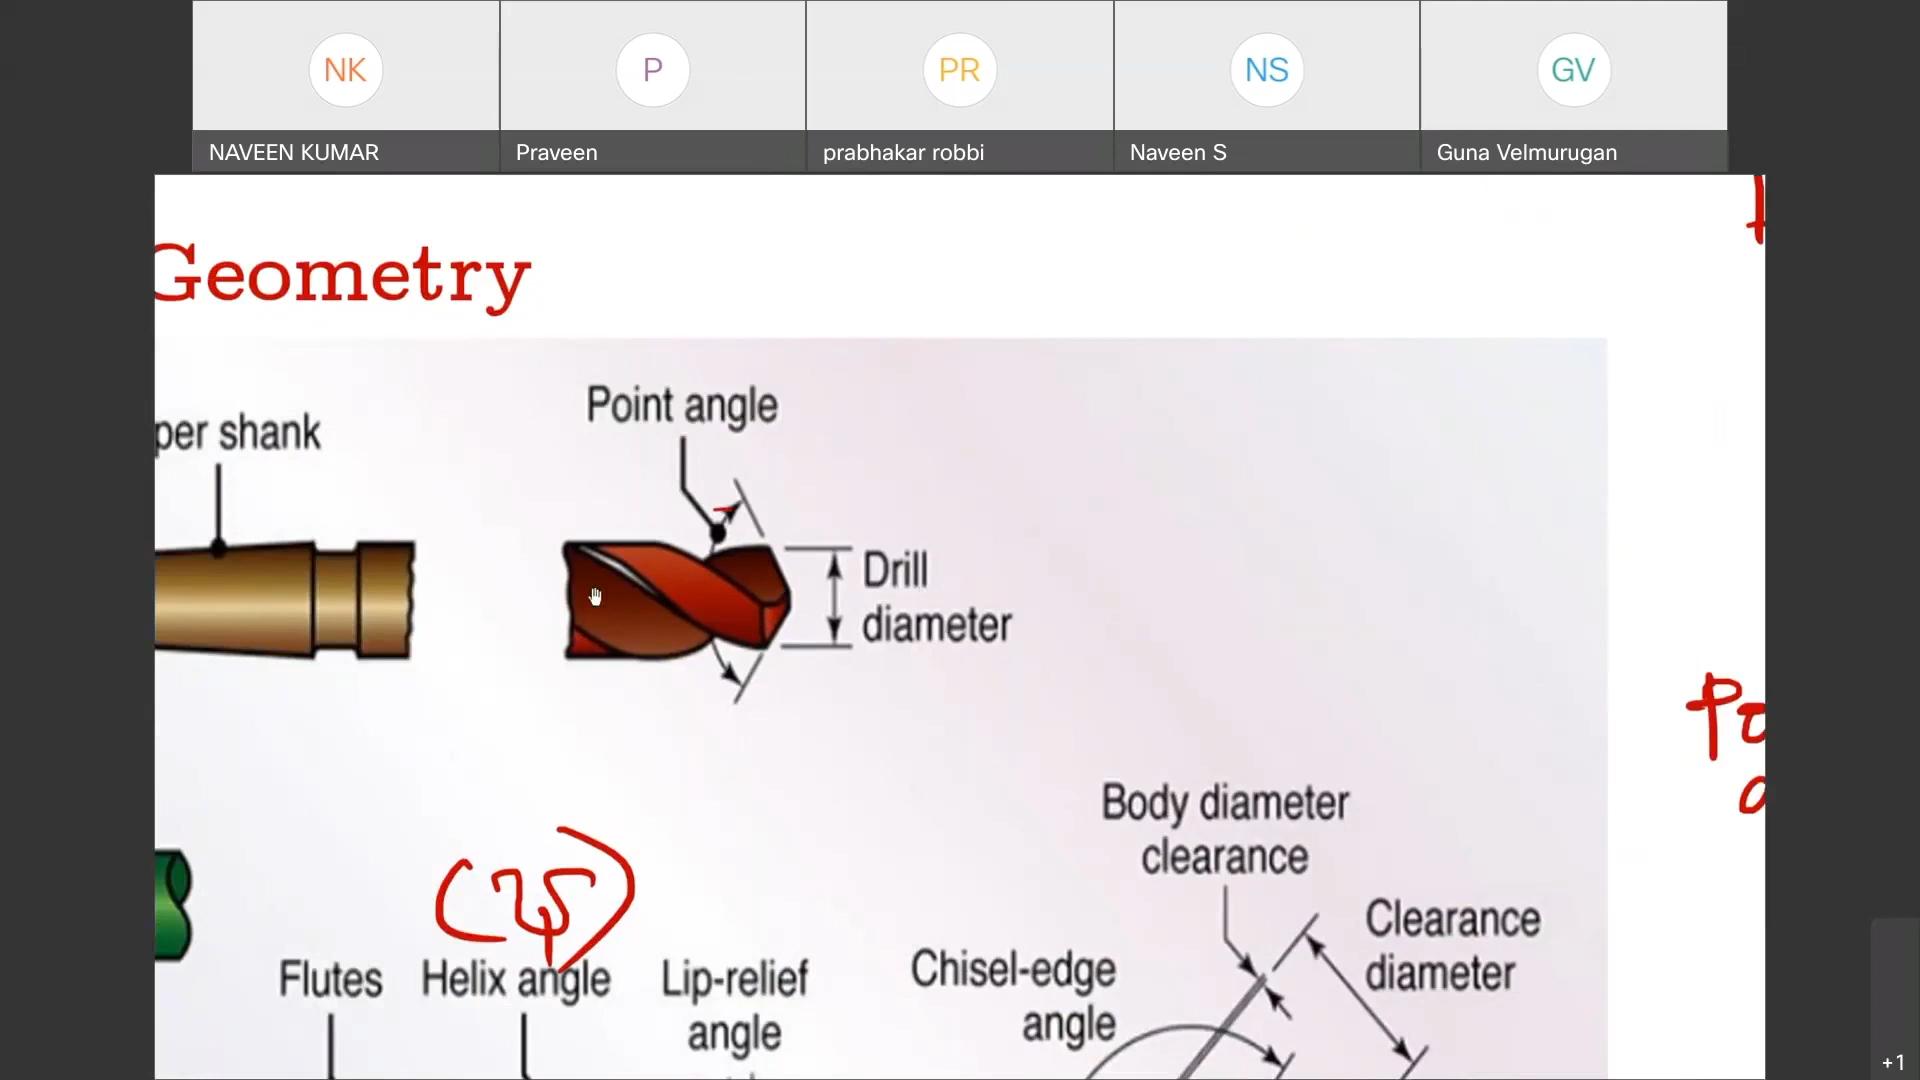 NK
P
PR
NS
GV
NAVEEN KUMAR
Praveen
prabhakar robbi
Naveen S
Guna Velmurugan
Geometry
Point angle
per shank
Drill
diameter
Body diameter
clearance
(25)
Clearance
diameter
Flutes
Helix angle
Lip-relief
angle
Chisel-edge
angle
+1